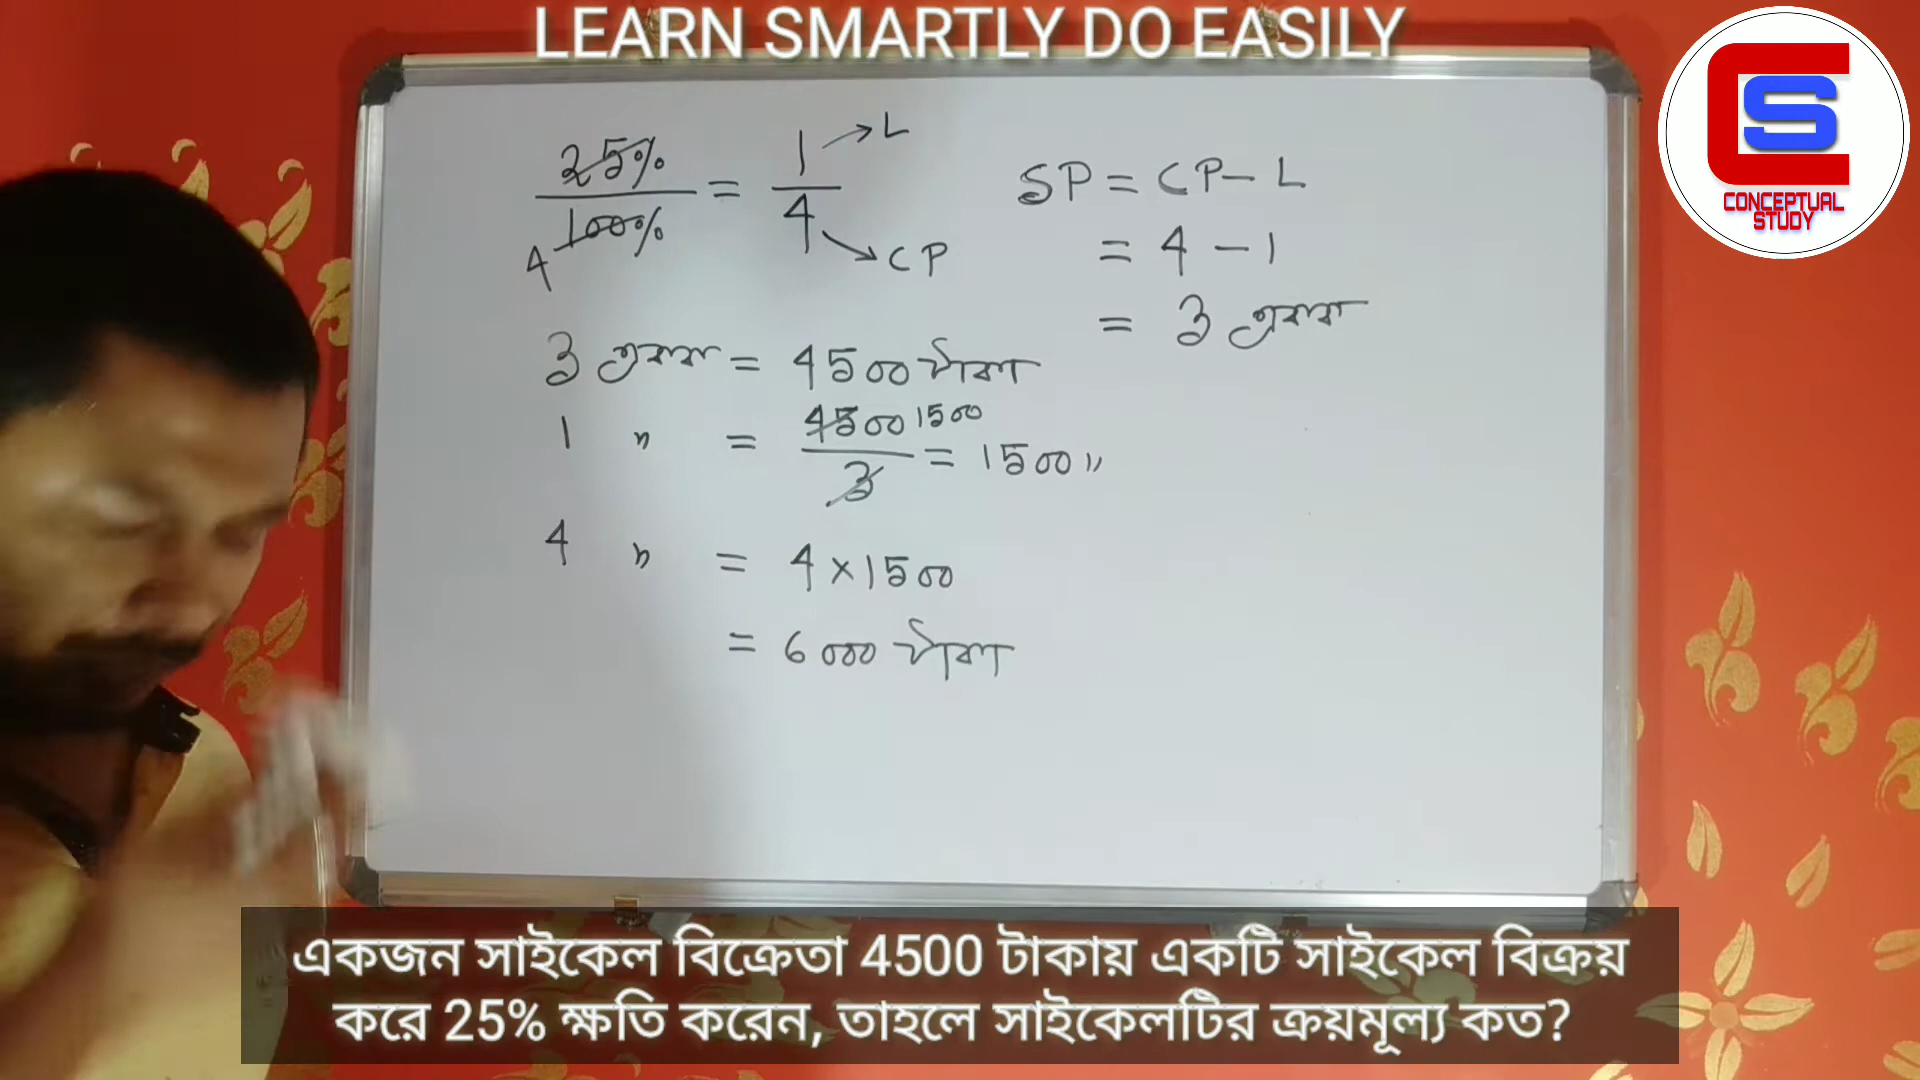 LEARN SMARTLY DO EASILY
CS
CONCEPTUAL
STUDY
25% / 100% = 1/4
4
→ L
→ CP
SP = CP - L
= 4 - 1
= 3 একক
3 একক = 4500 টাকা
1 " = 4500 / 3 = 1500 "
1500
4 " = 4 × 1500
= 6000 টাকা
একজন সাইকেল বিক্রেতা 4500 টাকায় একটি সাইকেল বিক্রয়
করে 25% ক্ষতি করেন, তাহলে সাইকেলটির ক্রয়মূল্য কত?